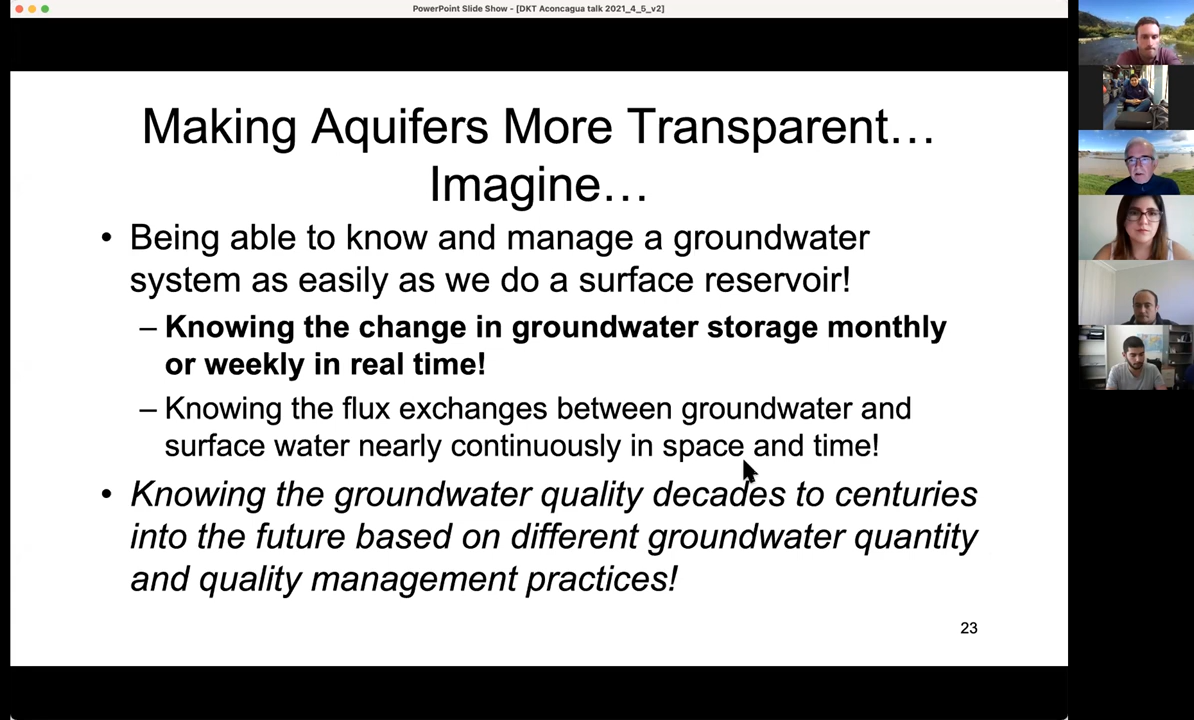 PowerPoint Slide Show - [DKT Aconcagua talk 2021_4_5_v2]
Making Aquifers More Transparent…
Imagine…
• Being able to know and manage a groundwater
system as easily as we do a surface reservoir!
– Knowing the change in groundwater storage monthly
or weekly in real time!
– Knowing the flux exchanges between groundwater and
surface water nearly continuously in space and time!
• Knowing the groundwater quality decades to centuries
into the future based on different groundwater quantity
and quality management practices!
23